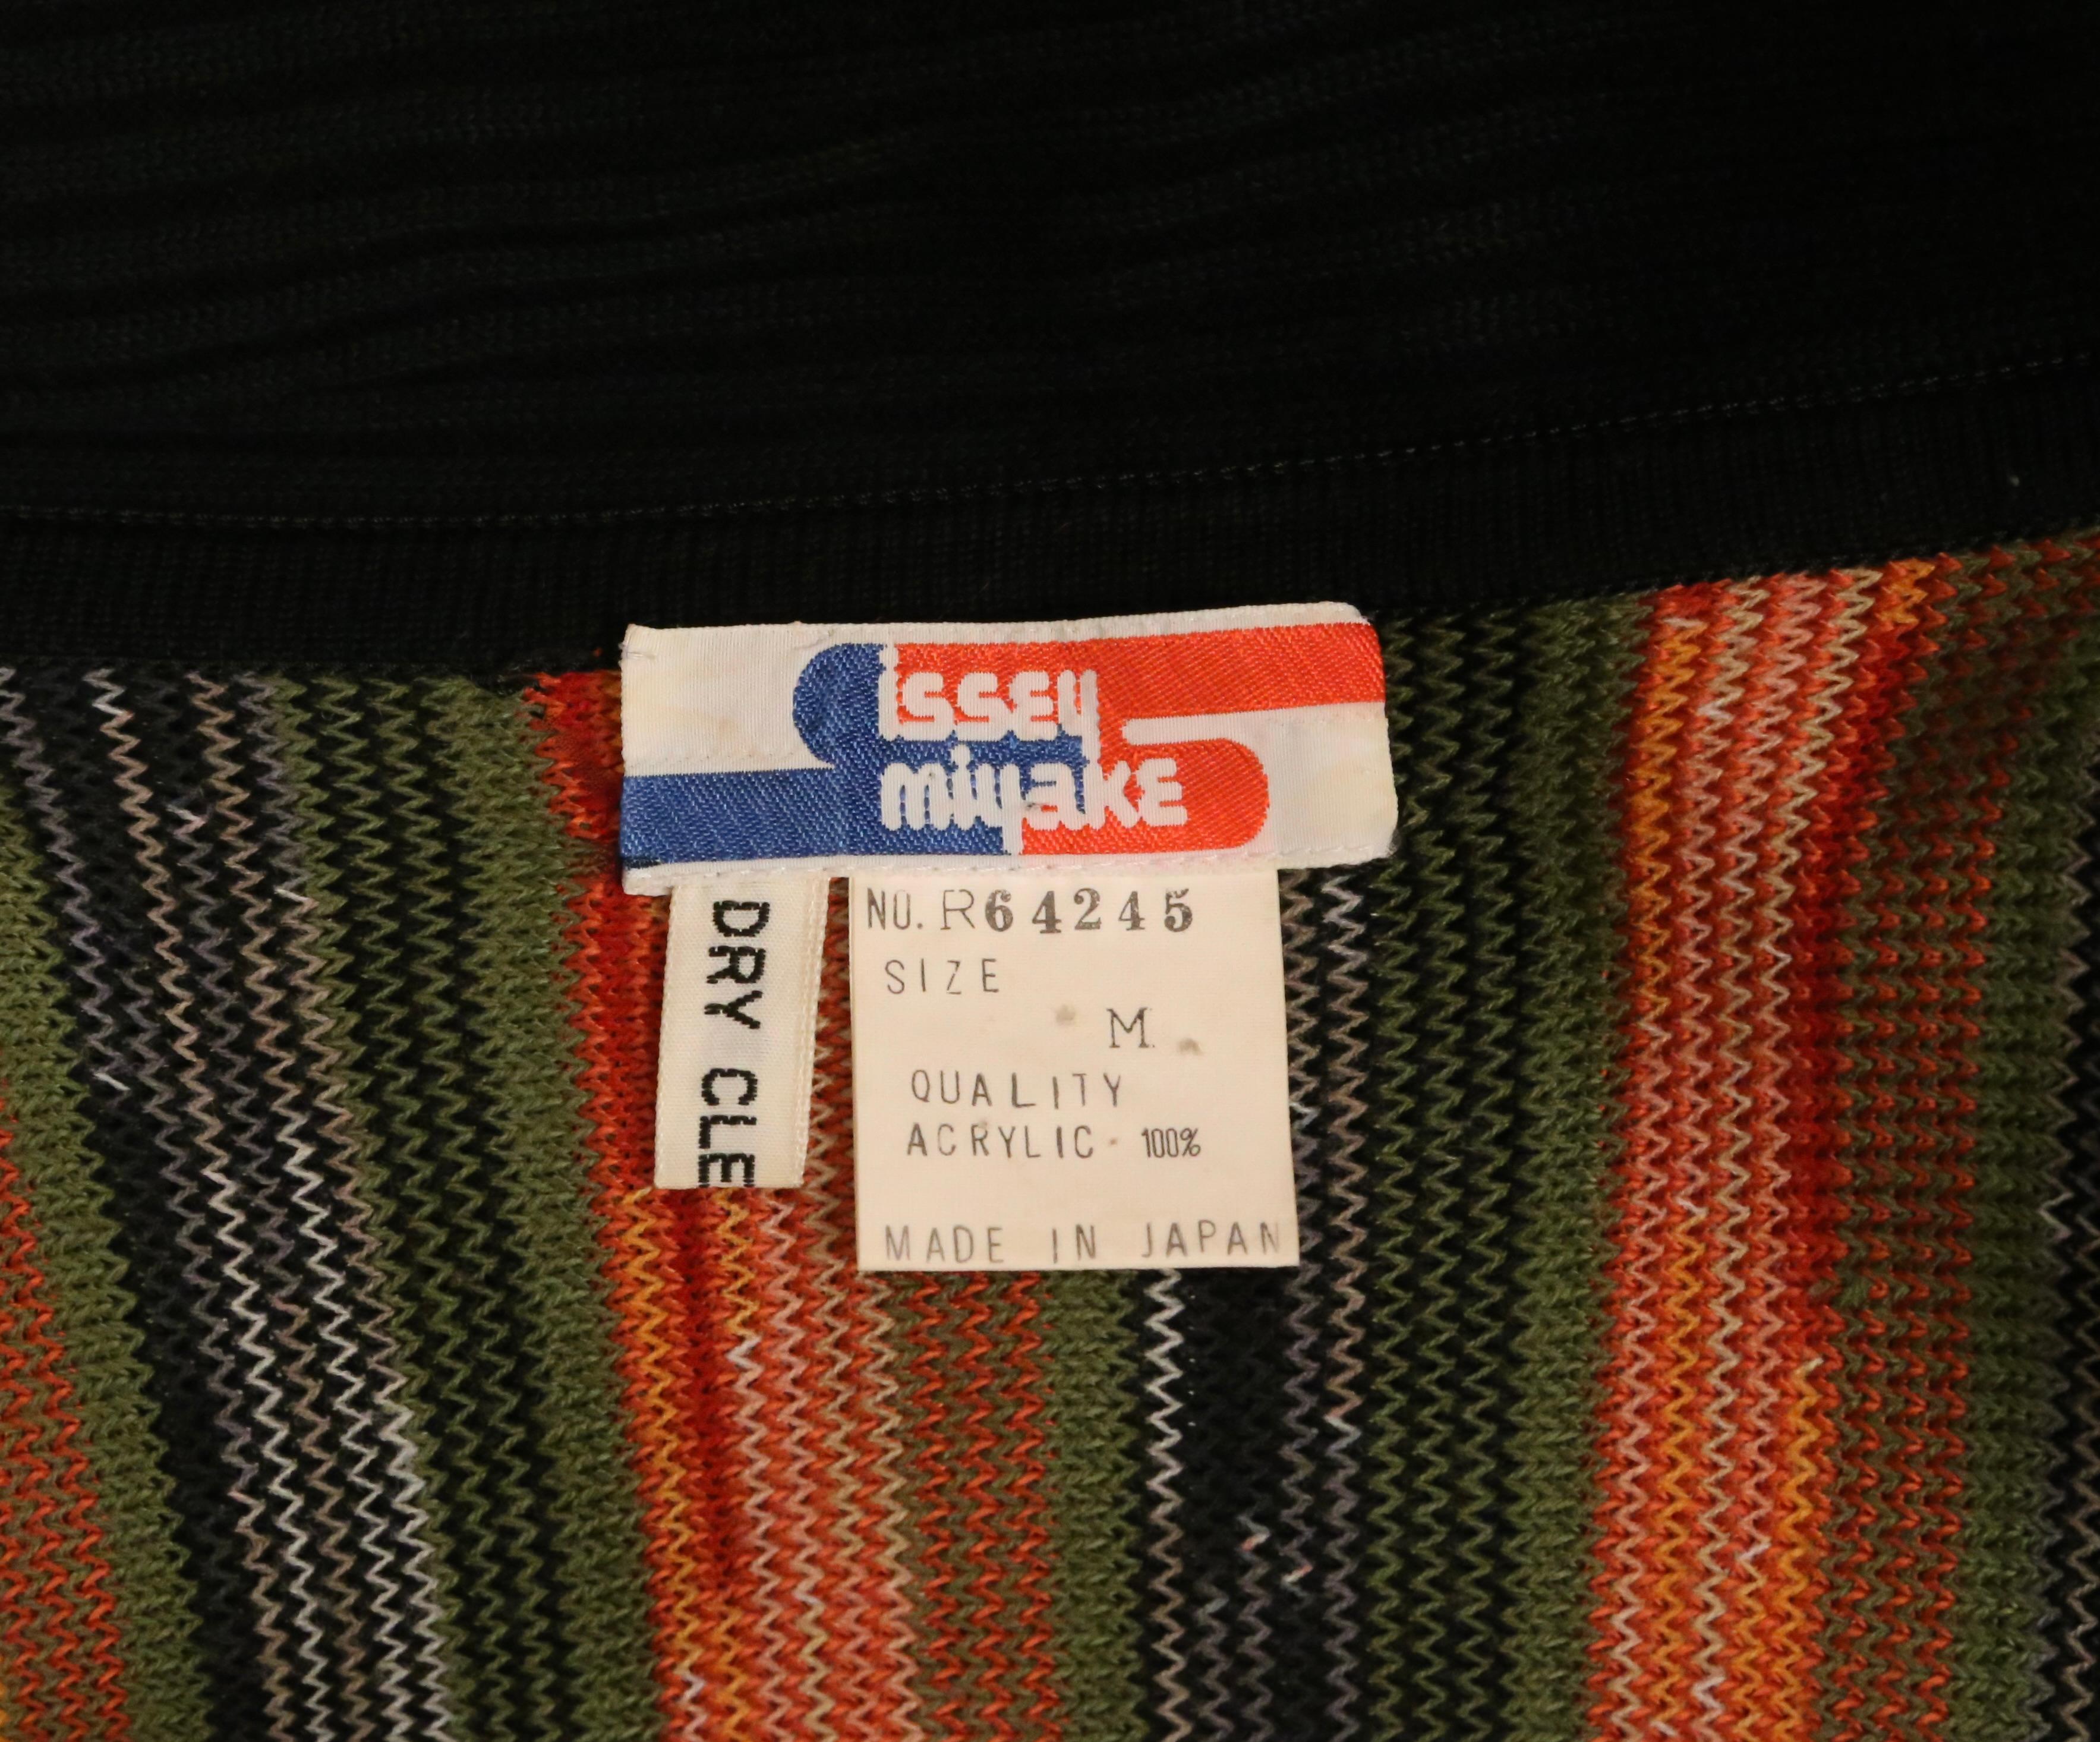 issey
miyake
DRY CLE
NO. R64245
SIZE
M.
QUALITY
ACRYLIC 100%
MADE IN JAPAN